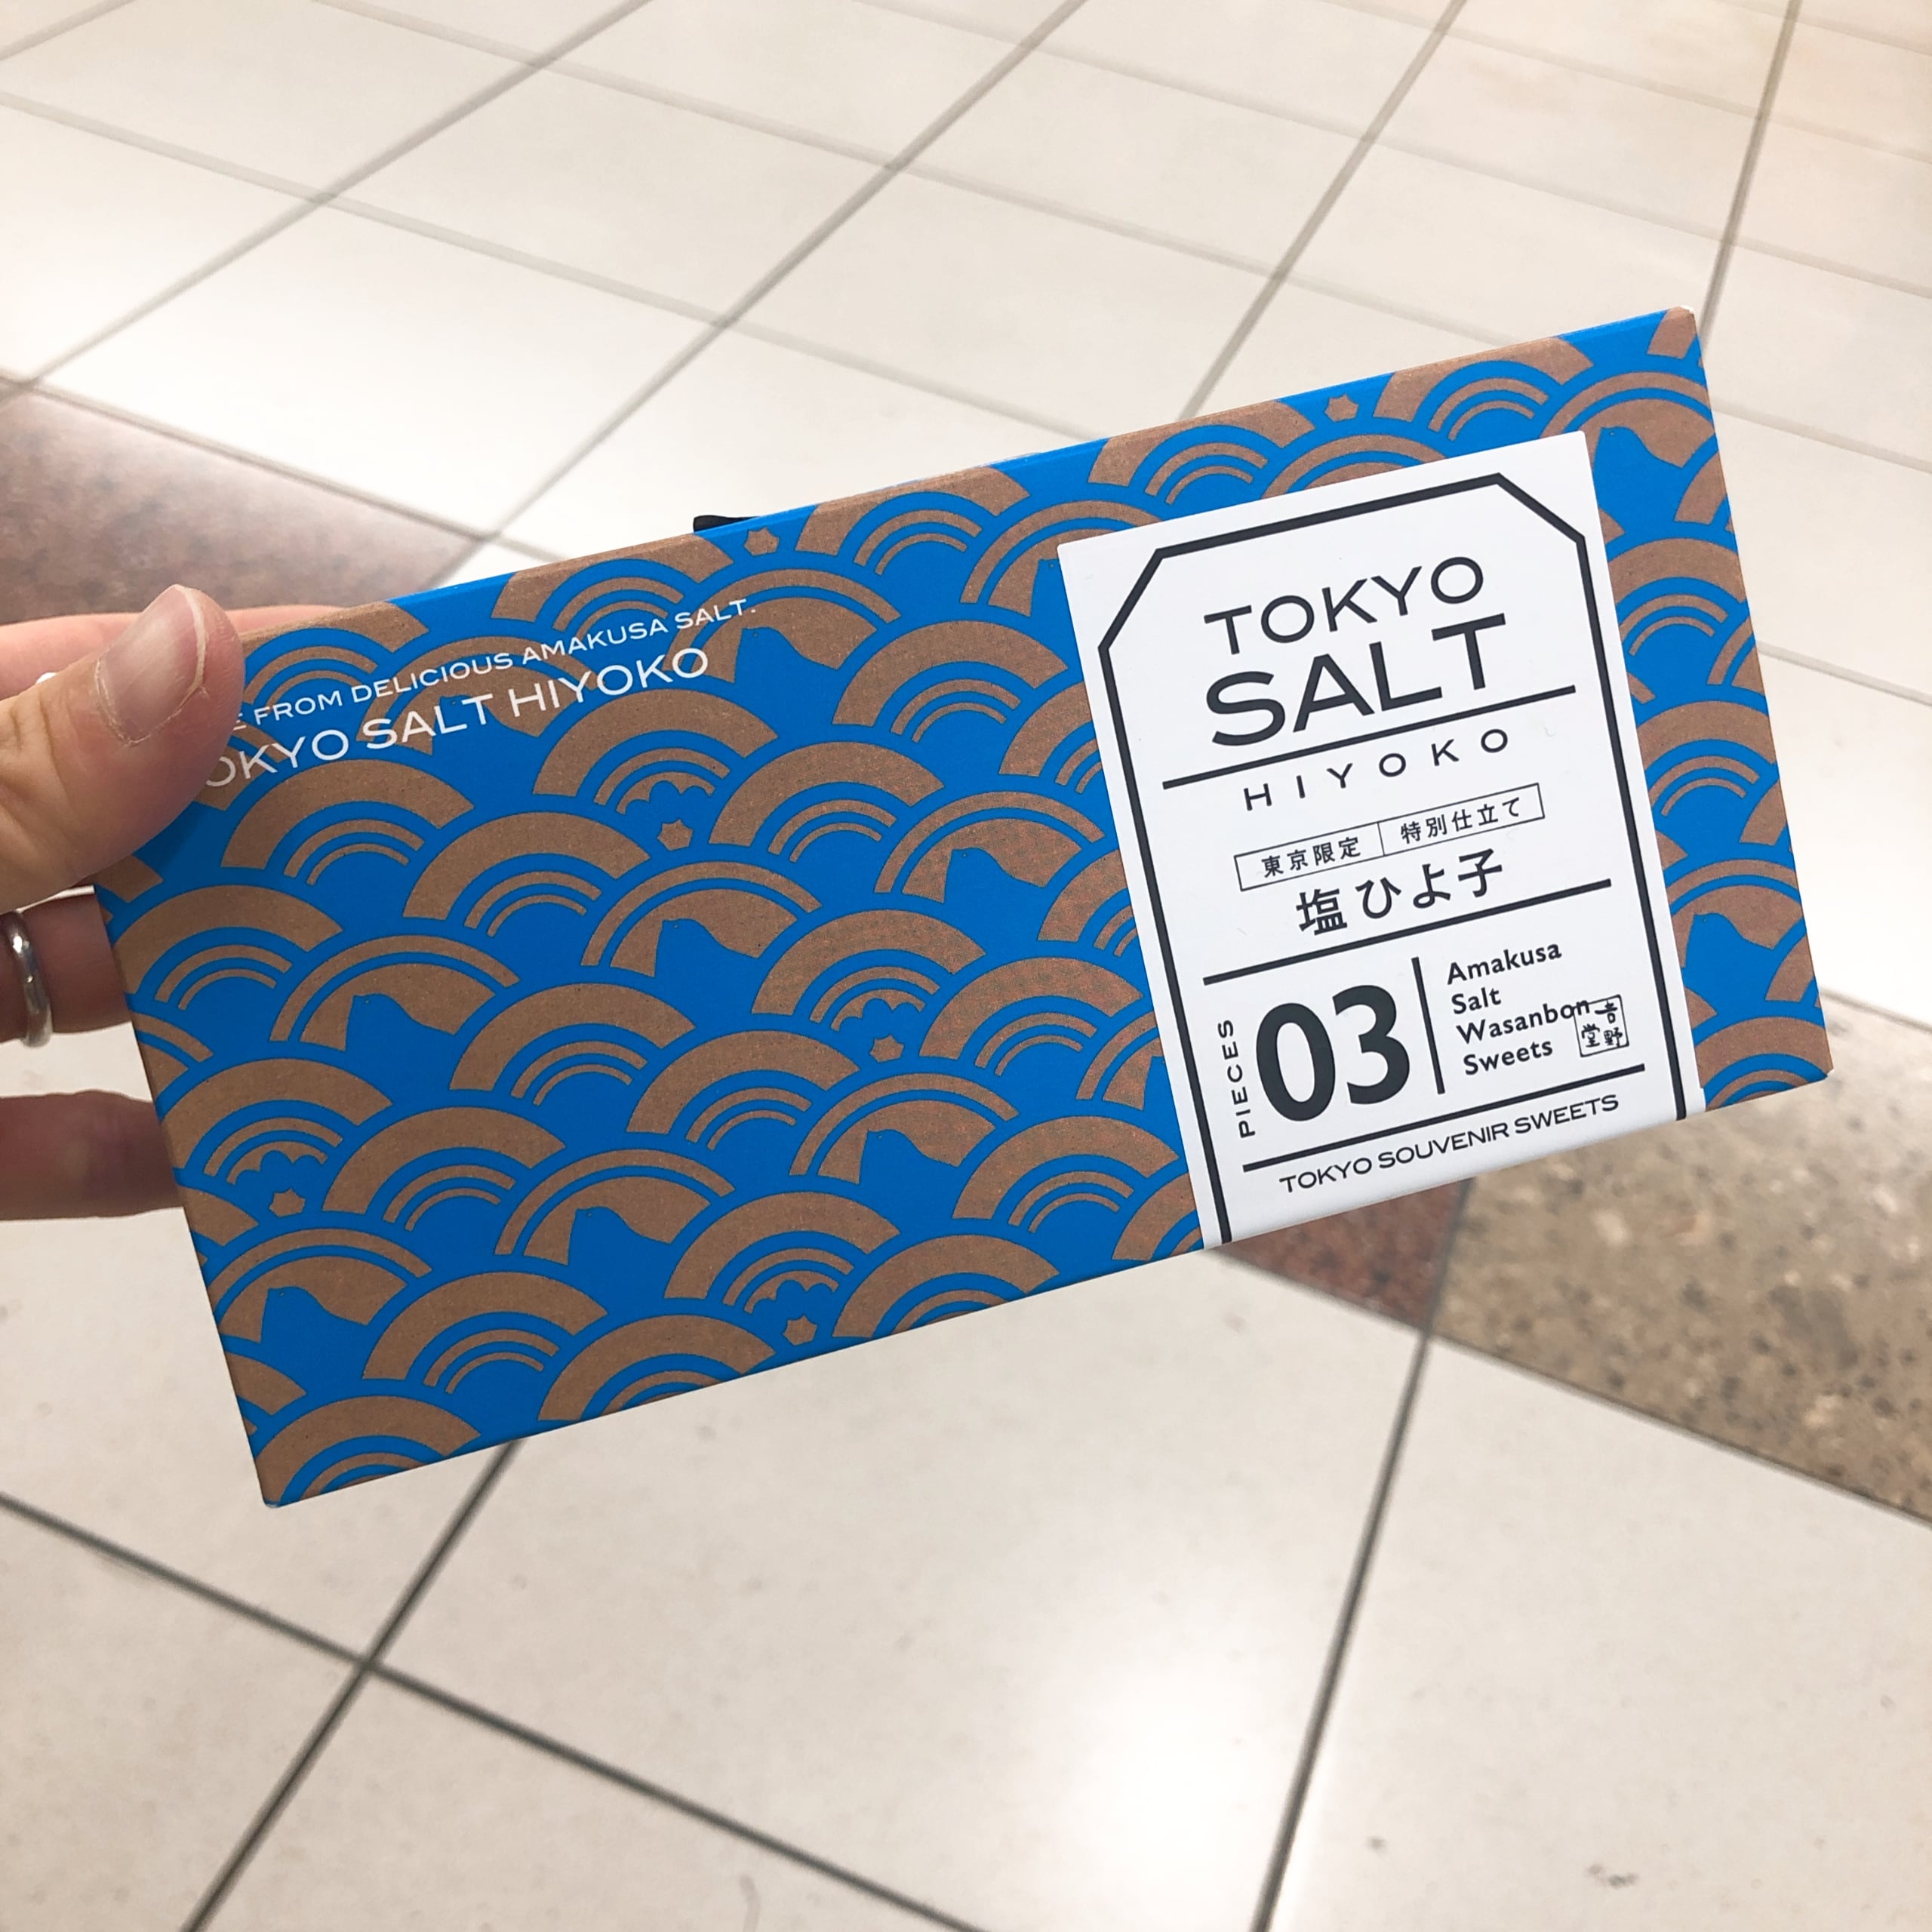 FROM DELICIOUS AMAKUSA SALT.
TOKYO SALT HIYOKO
TOKYO
SALT
HIYOKO
東京限定 特別仕立て
塩ひよ子
PIECES
03
Amakusa
Salt
Wasanbon
Sweets
吉野堂
TOKYO SOUVENIR SWEETS